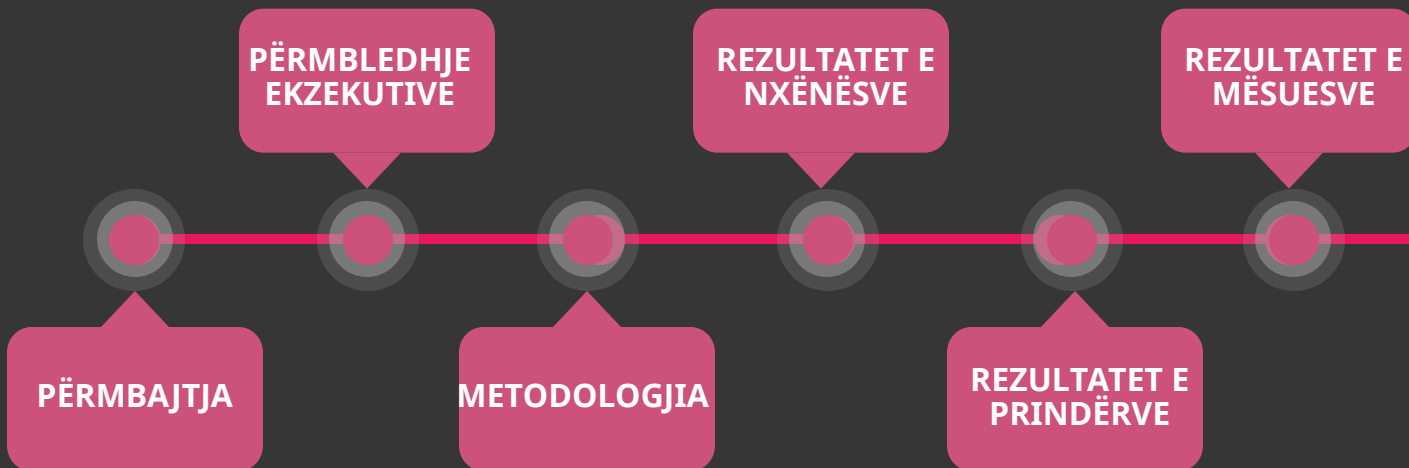 PËRMBAJTJA
PËRMBLEDHJE
EKZEKUTIVE
METODOLOGJIA
REZULTATET E
NXËNËSVE
REZULTATET E
PRINDËRVE
REZULTATET E
MËSUESVE